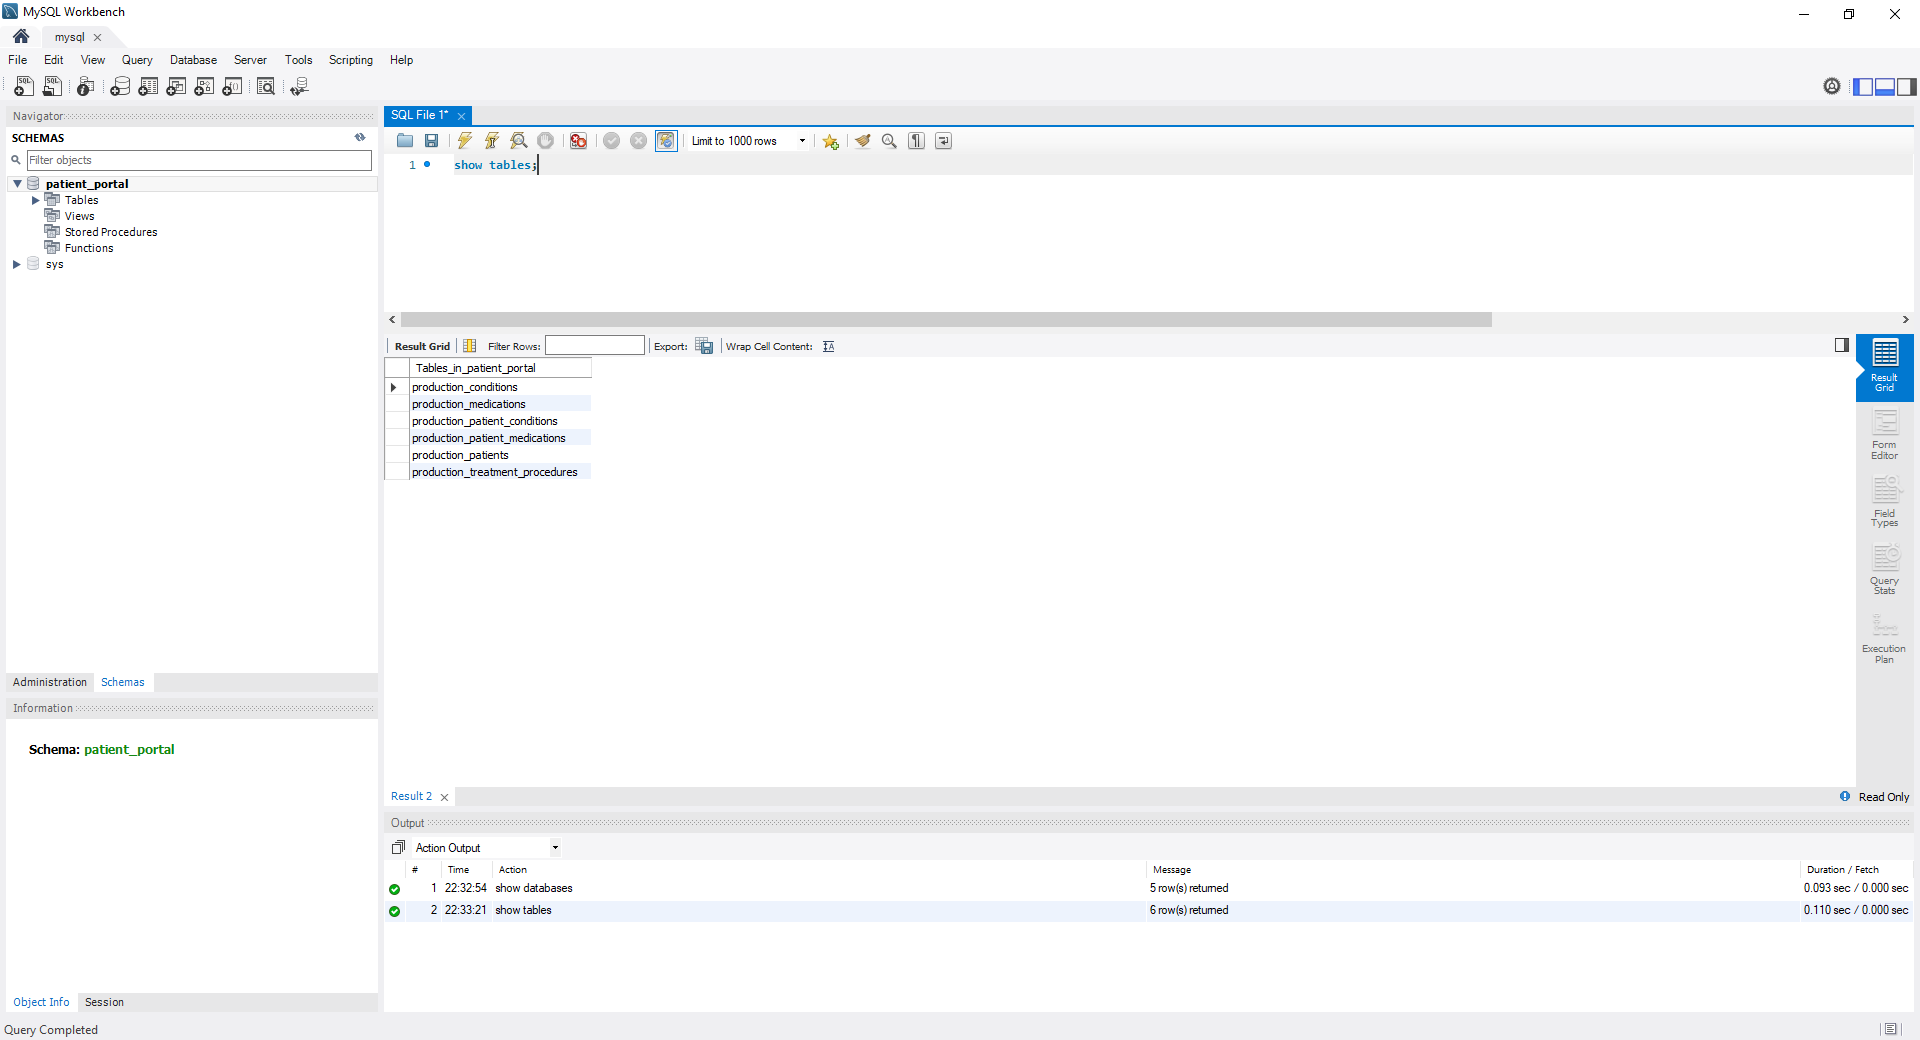 MySQL Workbench
mysql
File Edit View Query Database Server Tools Scripting Help
Navigator
SCHEMAS
Filter objects
patient_portal
Tables
Views
Stored Procedures
Functions
sys
Administration Schemas
Information
Schema: patient_portal
Object Info Session
SQL File 1*
Limit to 1000 rows
1 show tables;
Result Grid Filter Rows: Export: Wrap Cell Content:
Tables_in_patient_portal
production_conditions
production_medications
production_patient_conditions
production_patient_medications
production_patients
production_treatment_procedures
Result
Grid
Form
Editor
Field
Types
Query
Stats
Execution
Plan
Result 2
Read Only
Output
Action Output
# Time Action Message Duration / Fetch
1 22:32:54 show databases 5 row(s) returned 0.093 sec / 0.000 sec
2 22:33:21 show tables 6 row(s) returned 0.110 sec / 0.000 sec
Query Completed